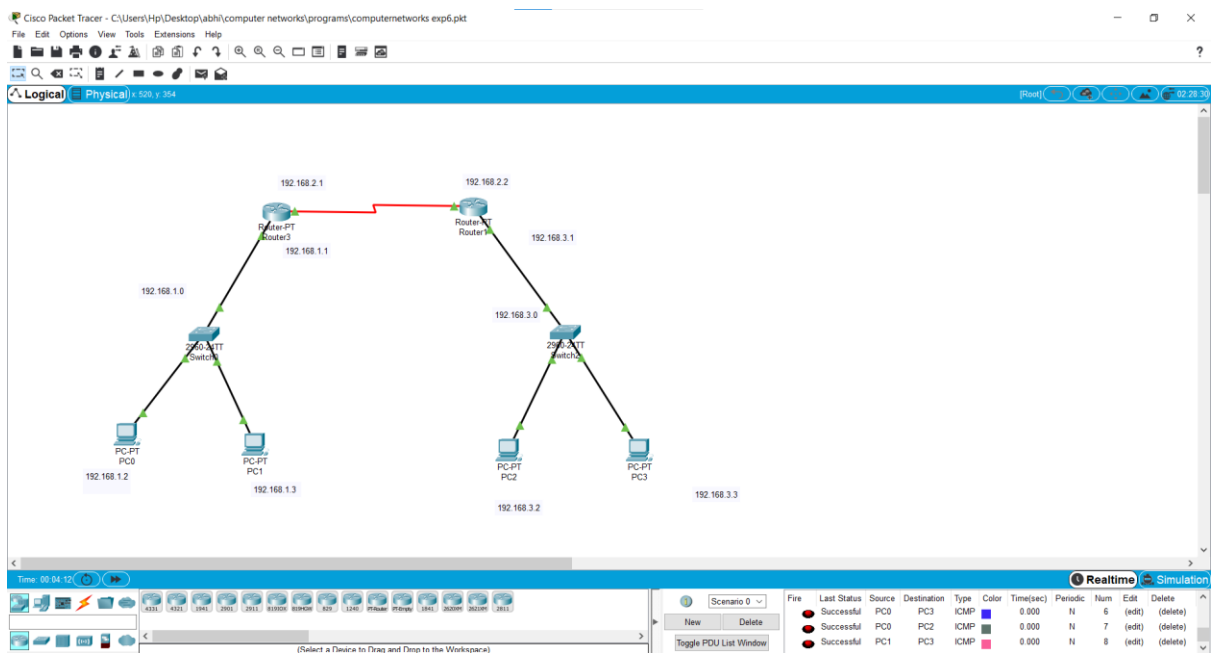 Cisco Packet Tracer - C:\Users\Hp\Desktop\abhi\computer networks\programs\computernetworks exp6.pkt
File Edit Options View Tools Extensions Help
?
Logical Physical x: 520, y: 354 [Root] 02:28:30
192.168.2.1 192.168.2.2
Router-PT
Router3
Router-PT
Router1
192.168.1.1
192.168.3.1
192.168.1.0
192.168.3.0
2960-24TT
Switch0
2960-24TT
Switch2
PC-PT
PC0
192.168.1.2
PC-PT
PC1
192.168.1.3
PC-PT
PC2
192.168.3.2
PC-PT
PC3
192.168.3.3
Time: 00:04:12 Realtime Simulation
4331 4321 1941 2901 2911 819IOX 819HGW 829 1240 PT-Router PT-Empty 1841 2620XM 2621XM 2811
(Select a Device to Drag and Drop to the Workspace)
Scenario 0
New Delete
Toggle PDU List Window
Fire Last Status Source Destination Type Color Time(sec) Periodic Num Edit Delete
Successful PC0 PC3 ICMP 0.000 N 6 (edit) (delete)
Successful PC0 PC2 ICMP 0.000 N 7 (edit) (delete)
Successful PC1 PC3 ICMP 0.000 N 8 (edit) (delete)